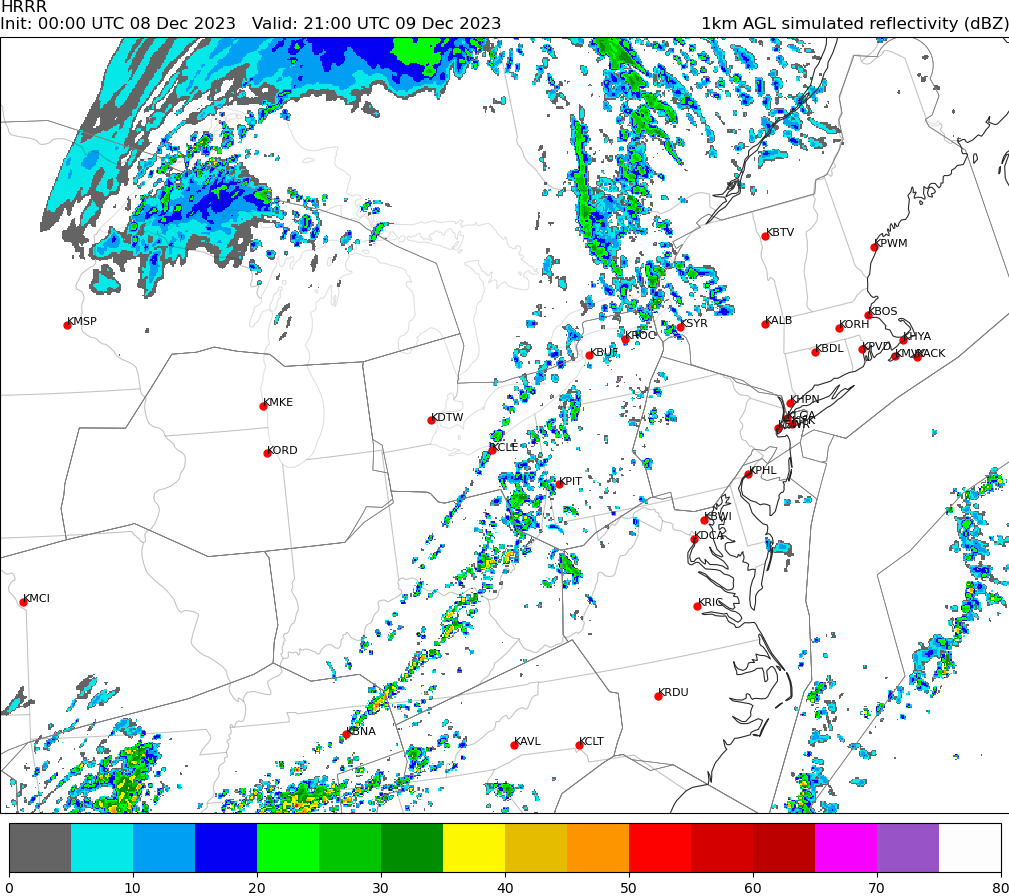 HRRR
Init: 00:00 UTC 08 Dec 2023   Valid: 21:00 UTC 09 Dec 2023   1km AGL simulated reflectivity (dBZ)
KBTV
KPWM
KMSP
KBOS
KSYR
KALB
KORH
KROC
KHYA
KBUF
KBDL
KPVD
KACK
KHPN
KMKE
KLGA
KDTW
KCLE
KORD
KPHL
KPIT
KBWI
KDCA
KMCI
KRIC
KRDU
KBNA
KAVL
KCLT
0 10 20 30 40 50 60 70 80